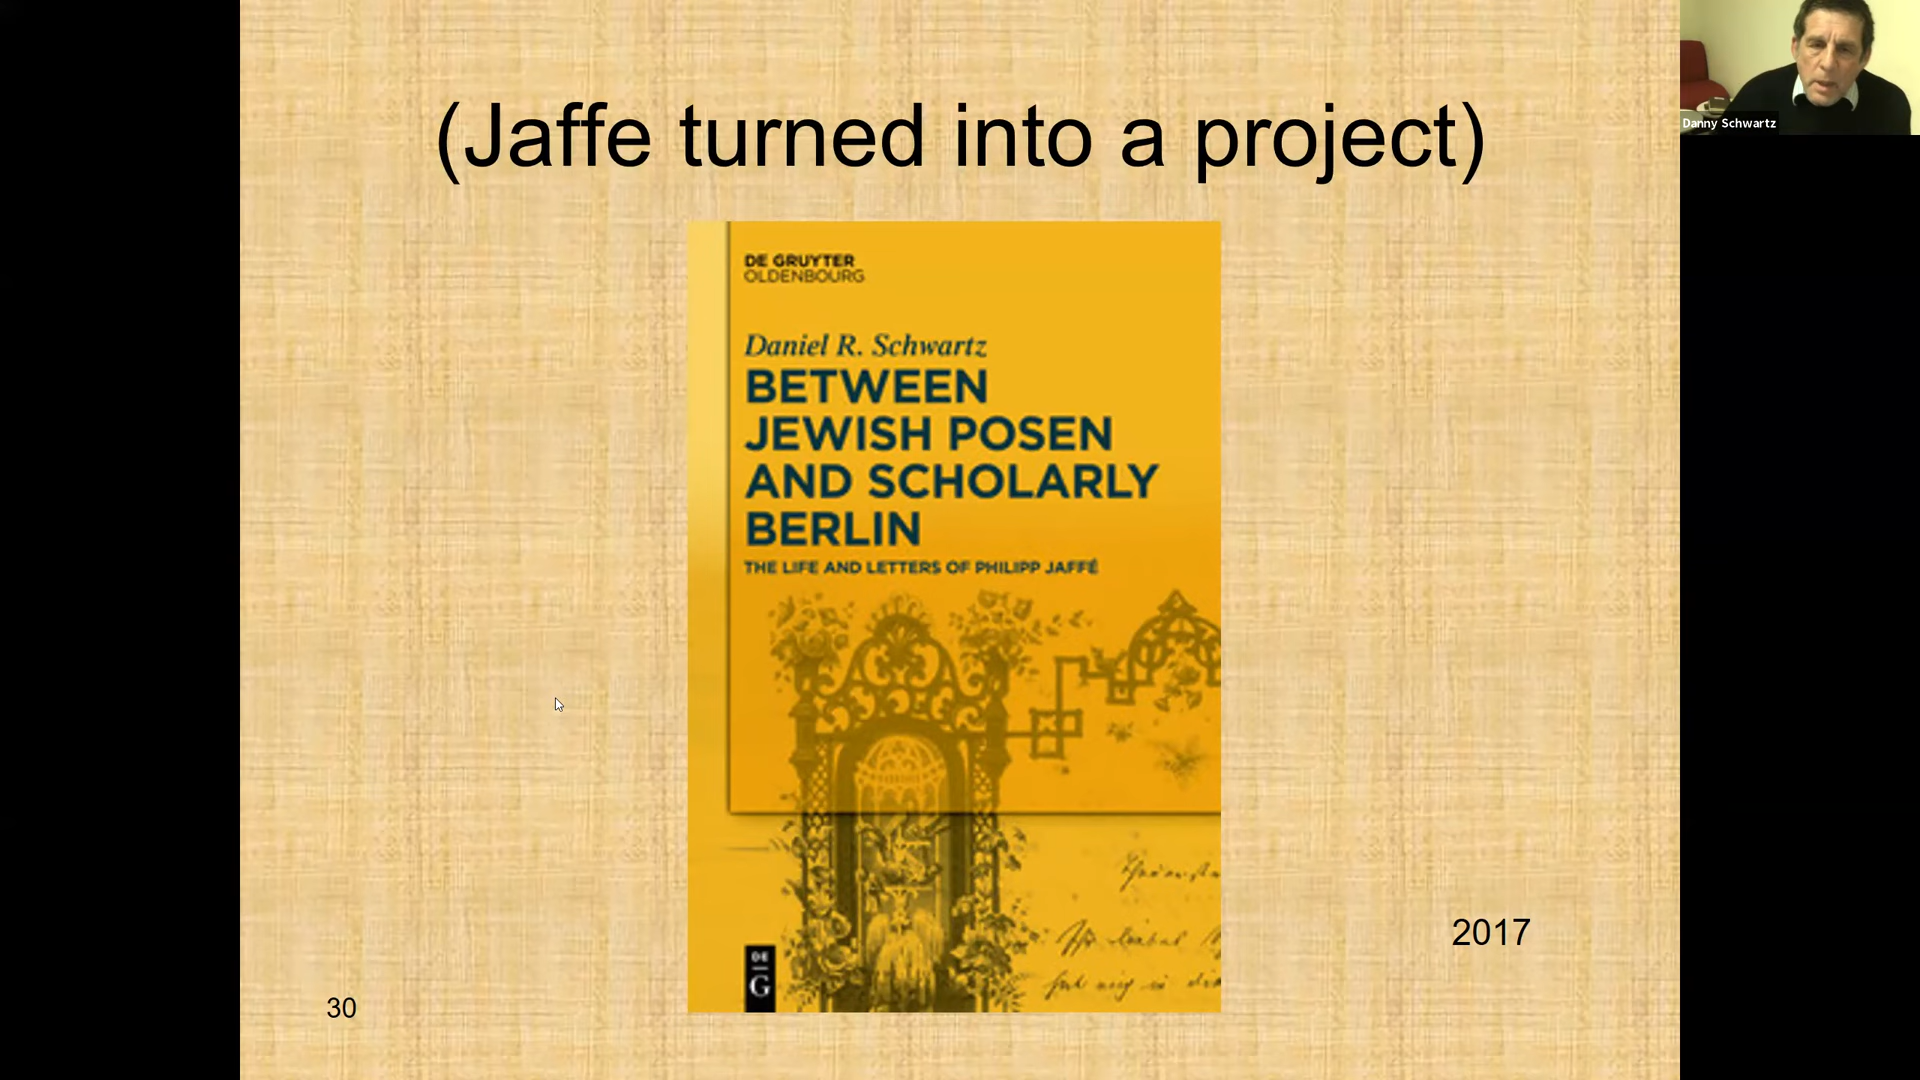 (Jaffe turned into a project)
Danny Schwartz
DE GRUYTER
OLDENBOURG
Daniel R. Schwartz
BETWEEN
JEWISH POSEN
AND SCHOLARLY
BERLIN
THE LIFE AND LETTERS OF PHILIPP JAFFÉ
2017
DE
G
30